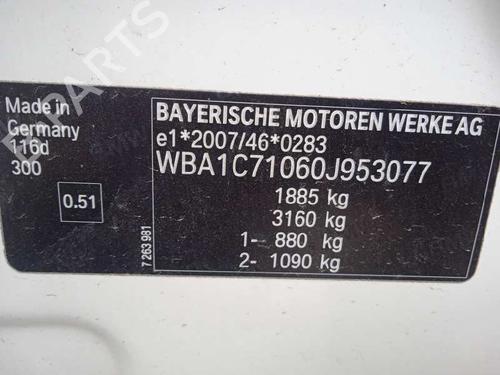 Made in
Germany
116d
300
0.51
7 263 981
BAYERISCHE MOTOREN WERKE AG
e1*2007/46*0283
WBA1C71060J953077
1885 kg
3160 kg
1- 880 kg
2- 1090 kg